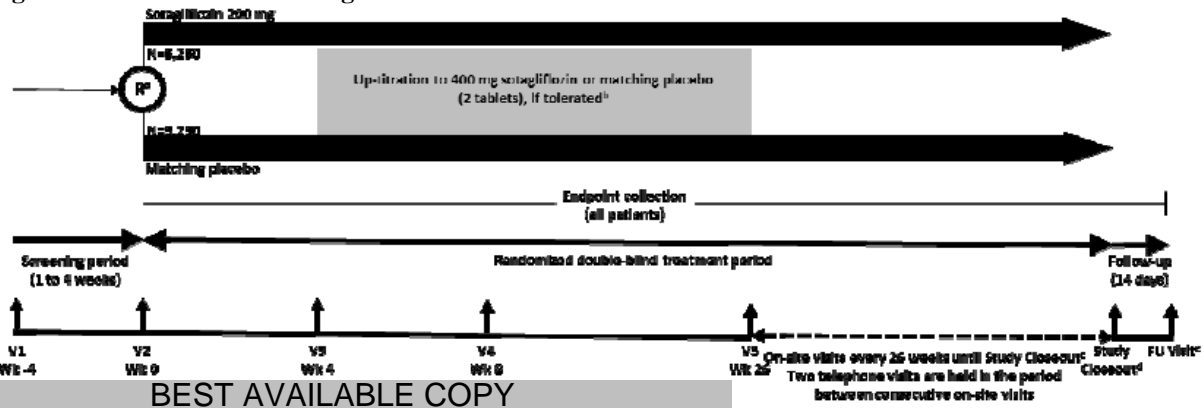 Sotagliflozin 200 mg
Up-titration to 400 mg sotagliflozin or matching placebo
(2 tablets), if tolerated^b
Matching placebo
Endpoint collection
(all patients)
Screening period
(1 to 4 weeks)
Randomized double-blind treatment period
Follow-up
(14 days)
V1
Wk -4
V2
Wk 0
V3
Wk 4
V4
Wk 8
V5
Wk 26
On-site visits every 26 weeks until Study Closeout^c
Two telephone visits are held in the period
between consecutive on-site visits
Study
Closeout^d
FU Visit^c
BEST AVAILABLE COPY